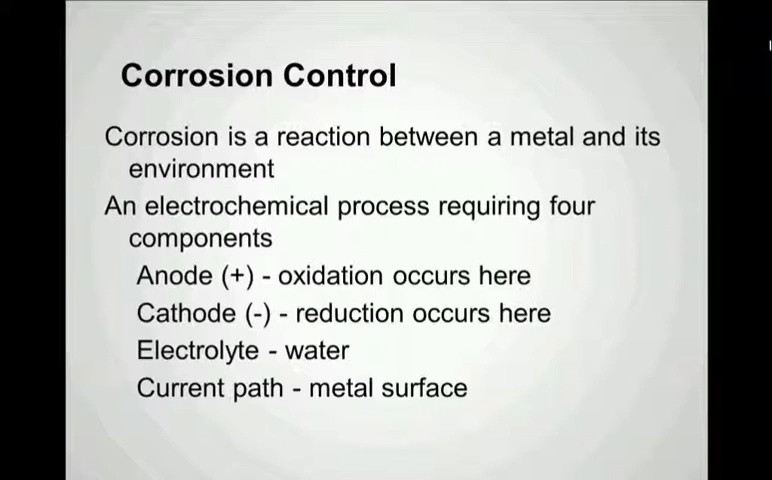 Corrosion Control
Corrosion is a reaction between a metal and its
environment
An electrochemical process requiring four
components
Anode (+) - oxidation occurs here
Cathode (-) - reduction occurs here
Electrolyte - water
Current path - metal surface